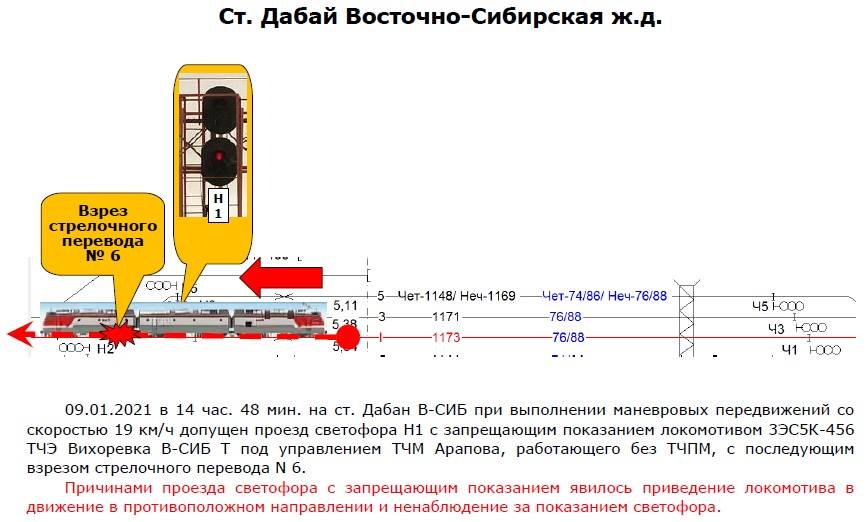 Ст. Дабай Восточно-Сибирская ж.д.
Н
1
Взрез
стрелочного
перевода
№ 6
5,11
5 Чет-1148/ Неч-1169 Чет-74/86/ Неч-76/88
Ч5
5,38
3 1171 76/88
Ч3
I 1173 76/88
Н2
Ч1
09.01.2021 в 14 час. 48 мин. на ст. Дабан В-СИБ при выполнении маневровых передвижений со
скоростью 19 км/ч допущен проезд светофора Н1 с запрещающим показанием локомотивом 3ЭС5К-456
ТЧЭ Вихоревка В-СИБ Т под управлением ТЧМ Арапова, работающего без ТЧПМ, с последующим
взрезом стрелочного перевода N 6.
Причинами проезда светофора с запрещающим показанием явилось приведение локомотива в
движение в противоположном направлении и ненаблюдение за показанием светофора.